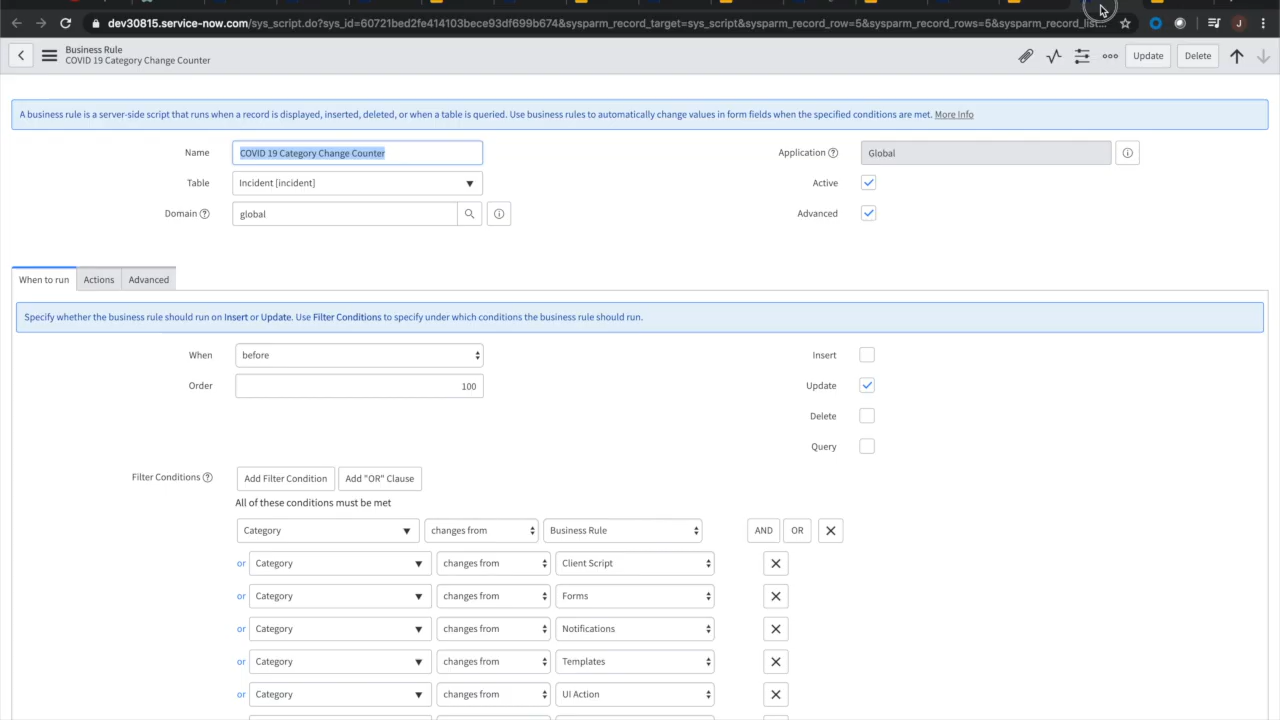 dev30815.service-now.com/sys_script.do?sys_id=60721bed2fe414103bece93df699b674&sysparm_record_target=sys_script&sysparm_record_row=5&sysparm_record_rows=5&sysparm_record_list...
J
Business Rule
COVID 19 Category Change Counter
Update
Delete
A business rule is a server-side script that runs when a record is displayed, inserted, deleted, or when a table is queried. Use business rules to automatically change values in form fields when the specified conditions are met. More Info
Name COVID 19 Category Change Counter Application Global
Table Incident [incident] Active
Domain global Advanced
When to run Actions Advanced
Specify whether the business rule should run on Insert or Update. Use Filter Conditions to specify under which conditions the business rule should run.
When before Insert
Order 100 Update
Delete
Query
Filter Conditions Add Filter Condition Add "OR" Clause
All of these conditions must be met
Category changes from Business Rule AND OR
or Category changes from Client Script
or Category changes from Forms
or Category changes from Notifications
or Category changes from Templates
or Category changes from UI Action